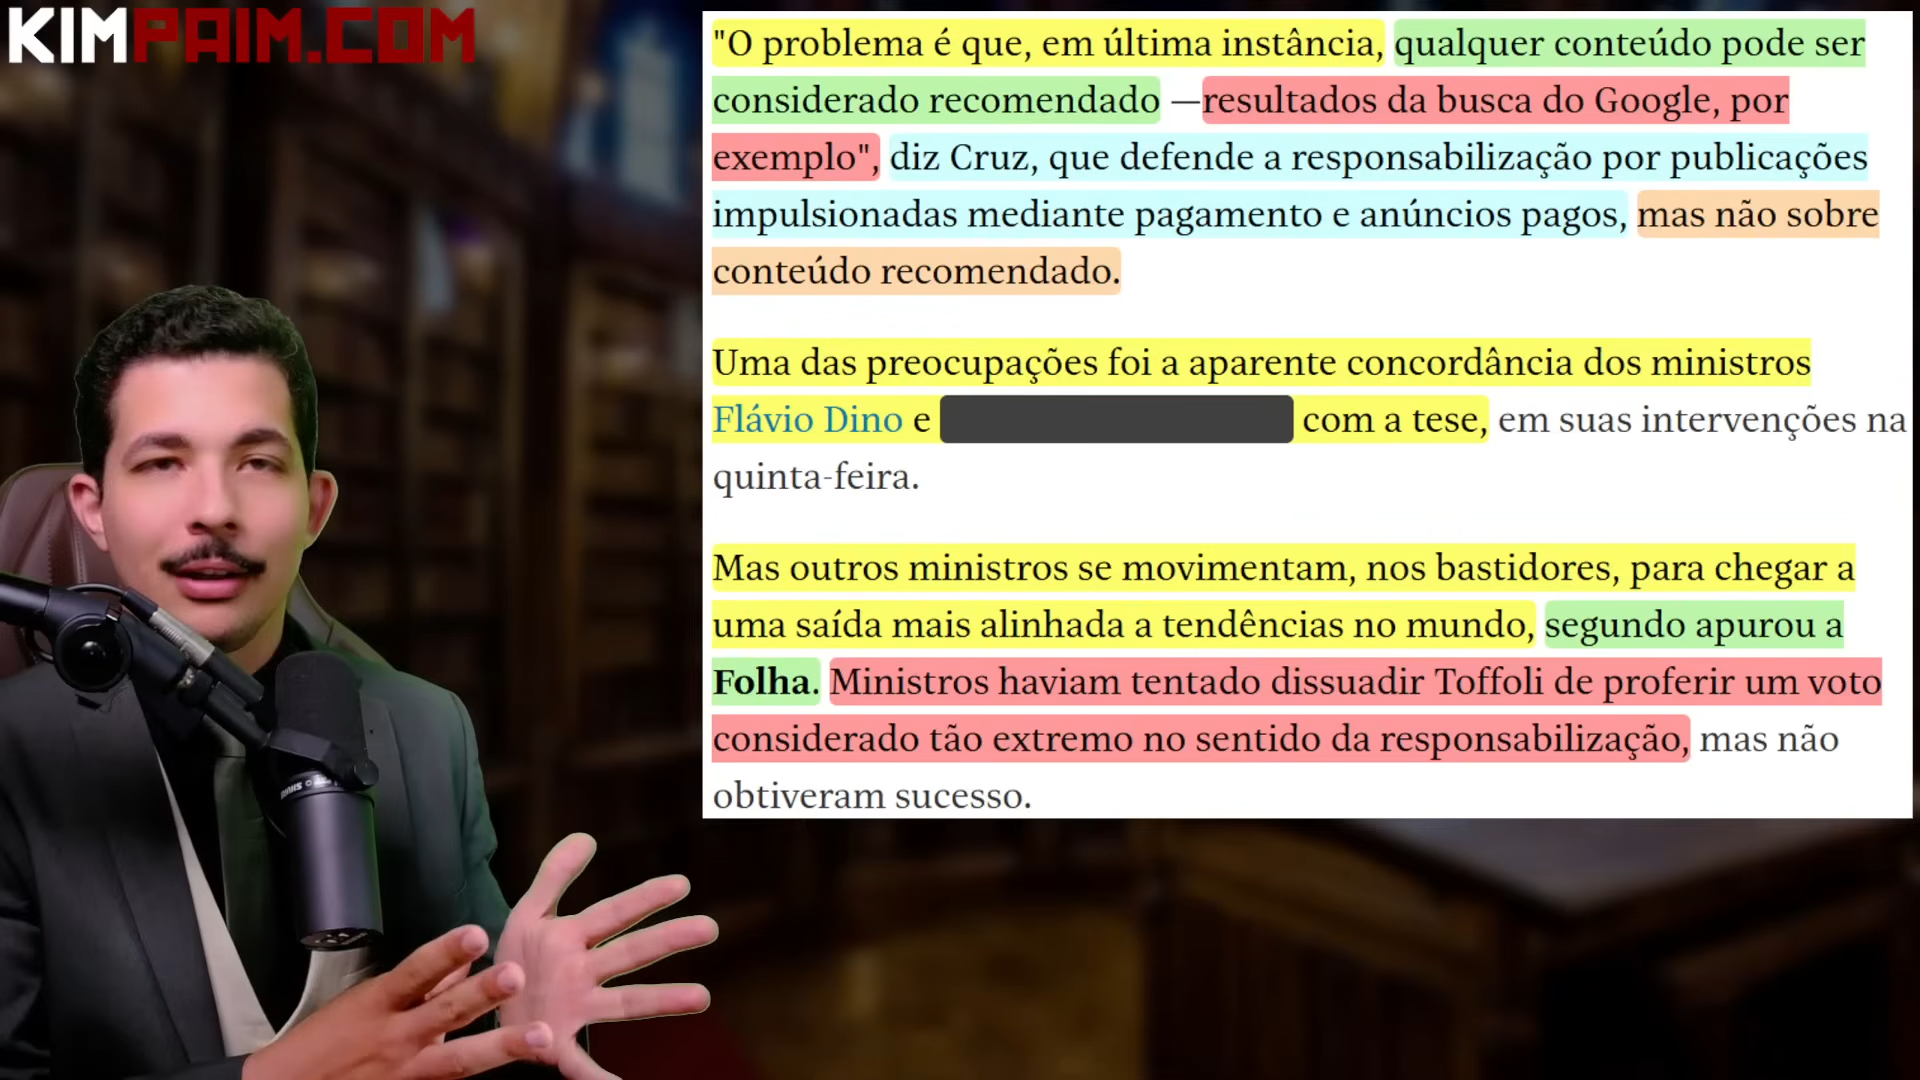 KIMPAIM.COM
"O problema é que, em última instância, qualquer conteúdo pode ser
considerado recomendado —resultados da busca do Google, por
exemplo", diz Cruz, que defende a responsabilização por publicações
impulsionadas mediante pagamento e anúncios pagos, mas não sobre
conteúdo recomendado.
Uma das preocupações foi a aparente concordância dos ministros
Flávio Dino e com a tese, em suas intervenções na
quinta-feira.
Mas outros ministros se movimentam, nos bastidores, para chegar a
uma saída mais alinhada a tendências no mundo, segundo apurou a
Folha. Ministros haviam tentado dissuadir Toffoli de proferir um voto
considerado tão extremo no sentido da responsabilização, mas não
obtiveram sucesso.
SHURE